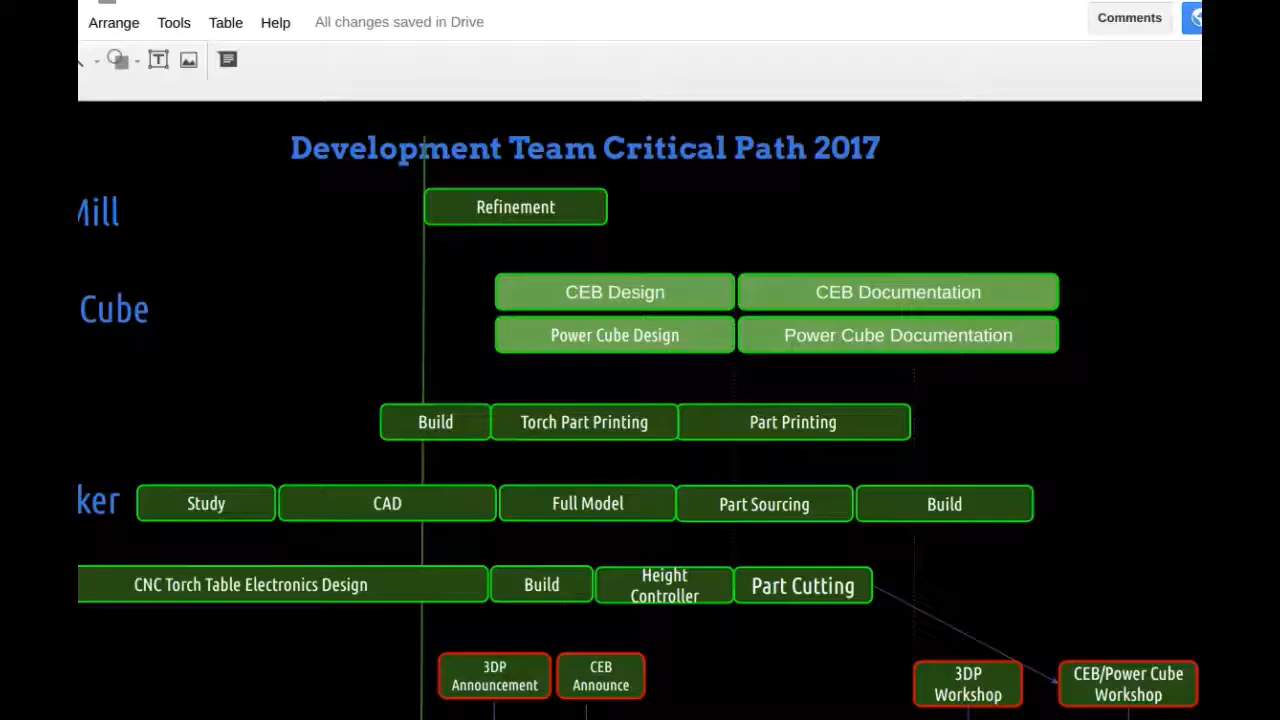 Arrange Tools Table Help All changes saved in Drive Comments
Development Team Critical Path 2017
Mill Refinement
CEB Design CEB Documentation
Cube
Power Cube Design Power Cube Documentation
Build Torch Part Printing Part Printing
ker Study CAD Full Model Part Sourcing Build
CNC Torch Table Electronics Design Build Height Controller Part Cutting
3DP Announcement CEB Announce 3DP Workshop CEB/Power Cube Workshop